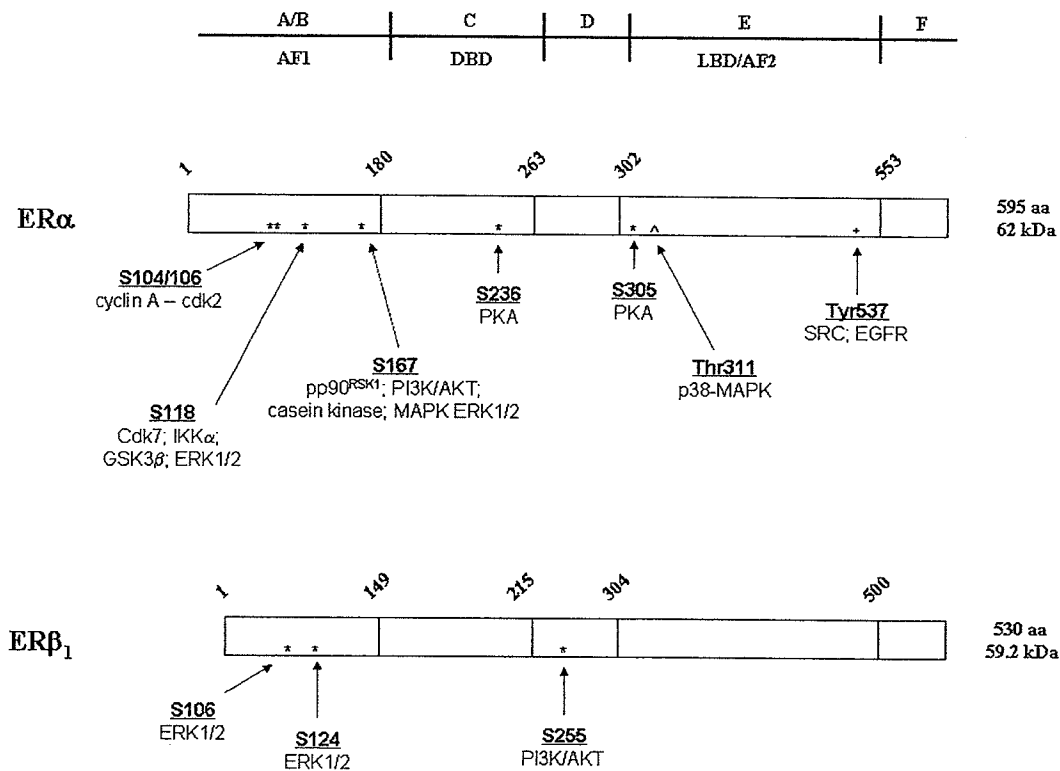 A/B C D E F
AF1 DBD LBD/AF2
1 180 263 302 553
ERα
595 aa
62 kDa
** * * * * ^ +
S104/106
cyclin A – cdk2
S236
PKA
S305
PKA
Tyr537
SRC; EGFR
S167
pp90RSK1; PI3K/AKT;
casein kinase; MAPK ERK1/2
Thr311
p38-MAPK
S118
Cdk7; IKKα;
GSK3β; ERK1/2
1 149 215 304 500
ERβ1
530 aa
59.2 kDa
* * *
S106
ERK1/2
S124
ERK1/2
S255
PI3K/AKT